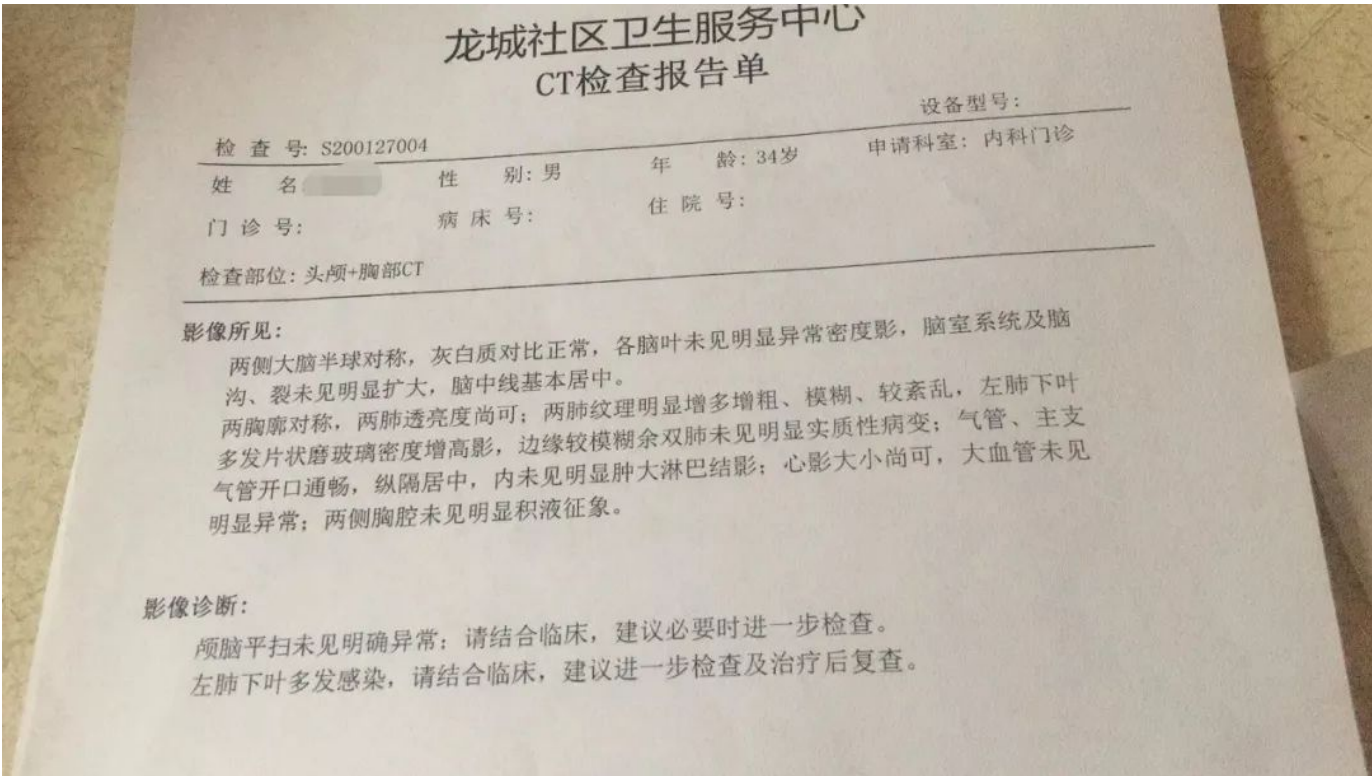 龙城社区卫生服务中心
CT检查报告单
设备型号:
检 查 号: S200127004
姓 名 性 别: 男 年 龄: 34岁 申请科室: 内科门诊
门 诊 号: 病 床 号: 住 院 号:
检查部位: 头颅+胸部CT
影像所见:
两侧大脑半球对称，灰白质对比正常，各脑叶未见明显异常密度影，脑室系统及脑
沟、裂未见明显扩大，脑中线基本居中。
两胸廓对称，两肺透亮度尚可；两肺纹理明显增多增粗、模糊、较紊乱，左肺下叶
多发片状磨玻璃密度增高影，边缘较模糊余双肺未见明显实质性病变；气管、主支
气管开口通畅，纵隔居中，内未见明显肿大淋巴结影；心影大小尚可，大血管未见
明显异常；两侧胸腔未见明显积液征象。
影像诊断:
颅脑平扫未见明确异常；请结合临床，建议必要时进一步检查。
左肺下叶多发感染，请结合临床，建议进一步检查及治疗后复查。